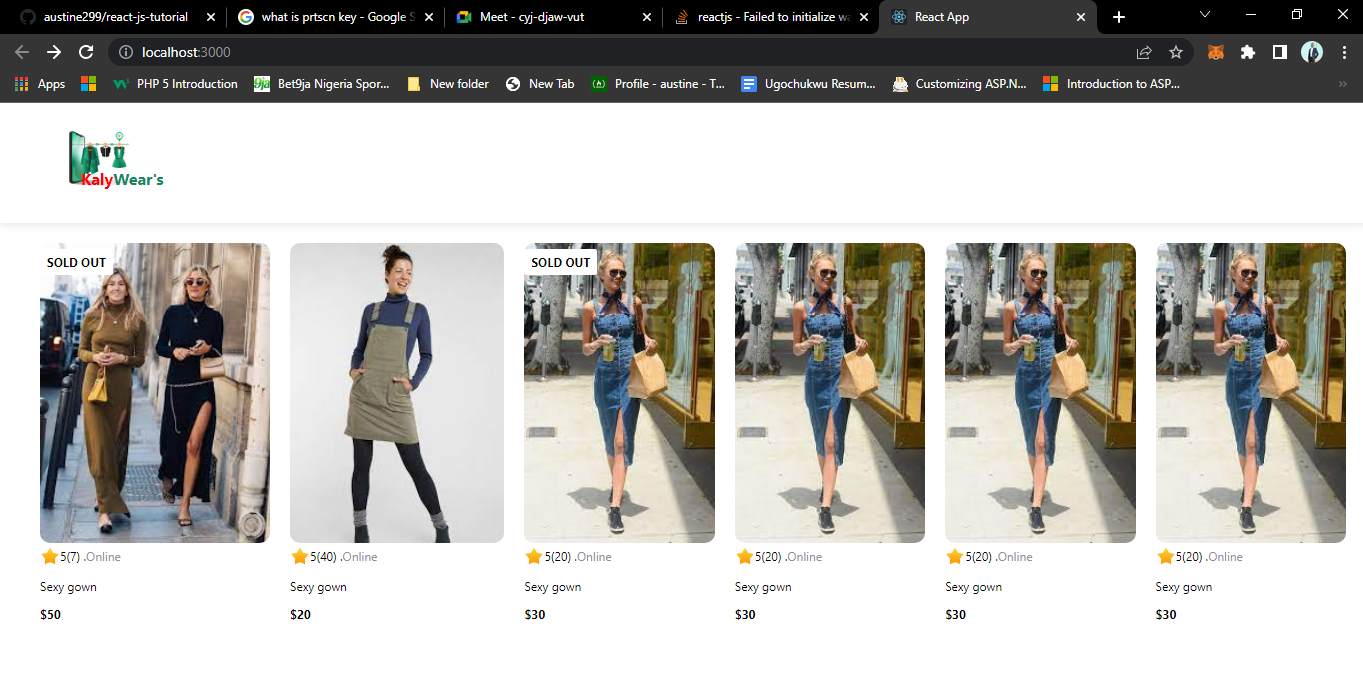 austine299/react-js-tutorial
what is prtscn key - Google S
Meet - cyj-djaw-vut
reactjs - Failed to initialize wa
React App
localhost:3000
Apps
PHP 5 Introduction
9ja
Bet9ja Nigeria Spor...
New folder
New Tab
Profile - austine - T...
Ugochukwu Resum...
Customizing ASP.N...
Introduction to ASP...
»
KalyWear's
SOLD OUT
SOLD OUT
5(7) .Online
5(40) .Online
5(20) .Online
5(20) .Online
5(20) .Online
5(20) .Online
Sexy gown
Sexy gown
Sexy gown
Sexy gown
Sexy gown
Sexy gown
$50
$20
$30
$30
$30
$30